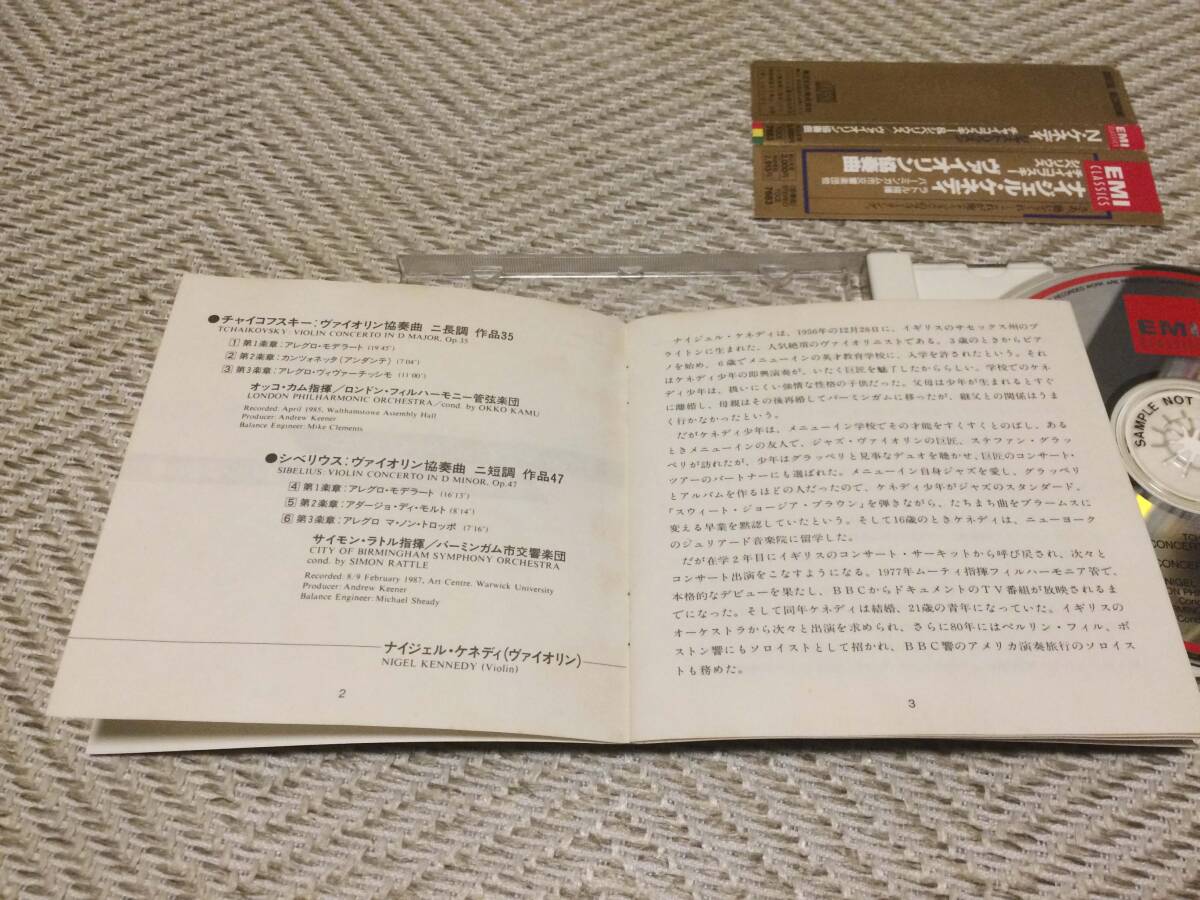 ●チャイコフスキー：ヴァイオリン協奏曲 ニ長調 作品35
TCHAIKOVSKY: VIOLIN CONCERTO IN D MAJOR, Op.35
1 第1楽章：アレグロ・モデラート (19'45")
2 第2楽章：カンツォネッタ（アンダンテ） (7'04")
3 第3楽章：アレグロ・ヴィヴァーチッシモ (11'00")
オッコ・カム指揮／ロンドン・フィルハーモニー管弦楽団
LONDON PHILHARMONIC ORCHESTRA／cond. by OKKO KAMU
Recorded: April 1985, Walthamstowe Assembly Hall
Producer: Andrew Keener
Balance Engineer: Mike Clements
●シベリウス：ヴァイオリン協奏曲 ニ短調 作品47
SIBELIUS: VIOLIN CONCERTO IN D MINOR, Op.47
4 第1楽章：アレグロ・モデラート (16'13")
5 第2楽章：アダージョ・ディ・モルト (8'14")
6 第3楽章：アレグロ マ・ノン・トロッポ (7'16")
サイモン・ラトル指揮／バーミンガム市交響楽団
CITY OF BIRMINGHAM SYMPHONY ORCHESTRA
cond. by SIMON RATTLE
Recorded: 8/9 February 1987, Art Centre, Warwick University
Producer: Andrew Keener
Balance Engineer: Michael Sheady
ナイジェル・ケネディ（ヴァイオリン）
NIGEL KENNEDY (Violin)
2
ナイジェル・ケネディは、1956年の12月28日に、イギリスのサセックス州のブ
ライトンに生まれた、人気絶頂のヴァイオリニストである。3歳のときからピア
ノを始め、6歳でメニューインの英才教育学校に、入学を許されたという。それ
はケネディ少年の即興演奏が、いたく巨匠を魅了したかららしい。学校でのケネ
ディ少年は、扱いにくい強情な性格の子供だった。父母は少年が生まれるとすぐ
に離婚し、母親はその後再婚してバーミンガムに移ったが、継父との関係はうま
く行かなかったという。
だがケネディ少年は、メニューイン学校でその才能をすくすくとのばし、ある
ときメニューインの友人で、ジャズ・ヴァイオリンの巨匠、ステファン・グラッ
ペリが訪れたが、少年はグラッペリと見事なデュオを聴かせ、巨匠のコンサート・
ツアーのパートナーにも選ばれた。メニューイン自身ジャズを愛し、グラッペリ
とアルバムを作るほどの人だったので、ケネディ少年がジャズのスタンダード、
「スウィート・ジョージア・ブラウン」を弾きながら、たちまち曲をブラームスに
変える早業を黙認していたという。そして16歳のときケネディは、ニューヨーク
のジュリアード音楽院に留学した。
だが在学2年目にイギリスのコンサート・サーキットから呼び戻され、次々と
コンサート出演をこなすようになる。1977年ムーティ指揮フィルハーモニア管で、
本格的なデビューを果たし、BBCからドキュメントのTV番組が放映されるま
でになった。そして同年ケネディは結婚、21歳の青年になっていた。イギリスの
オーケストラから次々と出演を求められ、さらに80年にはベルリン・フィル、ボ
ストン響にもソロイストとして招かれ、BBC響のアメリカ演奏旅行のソロイス
トも務めた。
3
EMI
CLASSICS
ナイジェル・ケネディ
チャイコフスキー
シベリウス
ヴァイオリン協奏曲
EMI
N・ケネディ
EMI
SAMPLE NOT
CONCER
CONCER
NIGEL